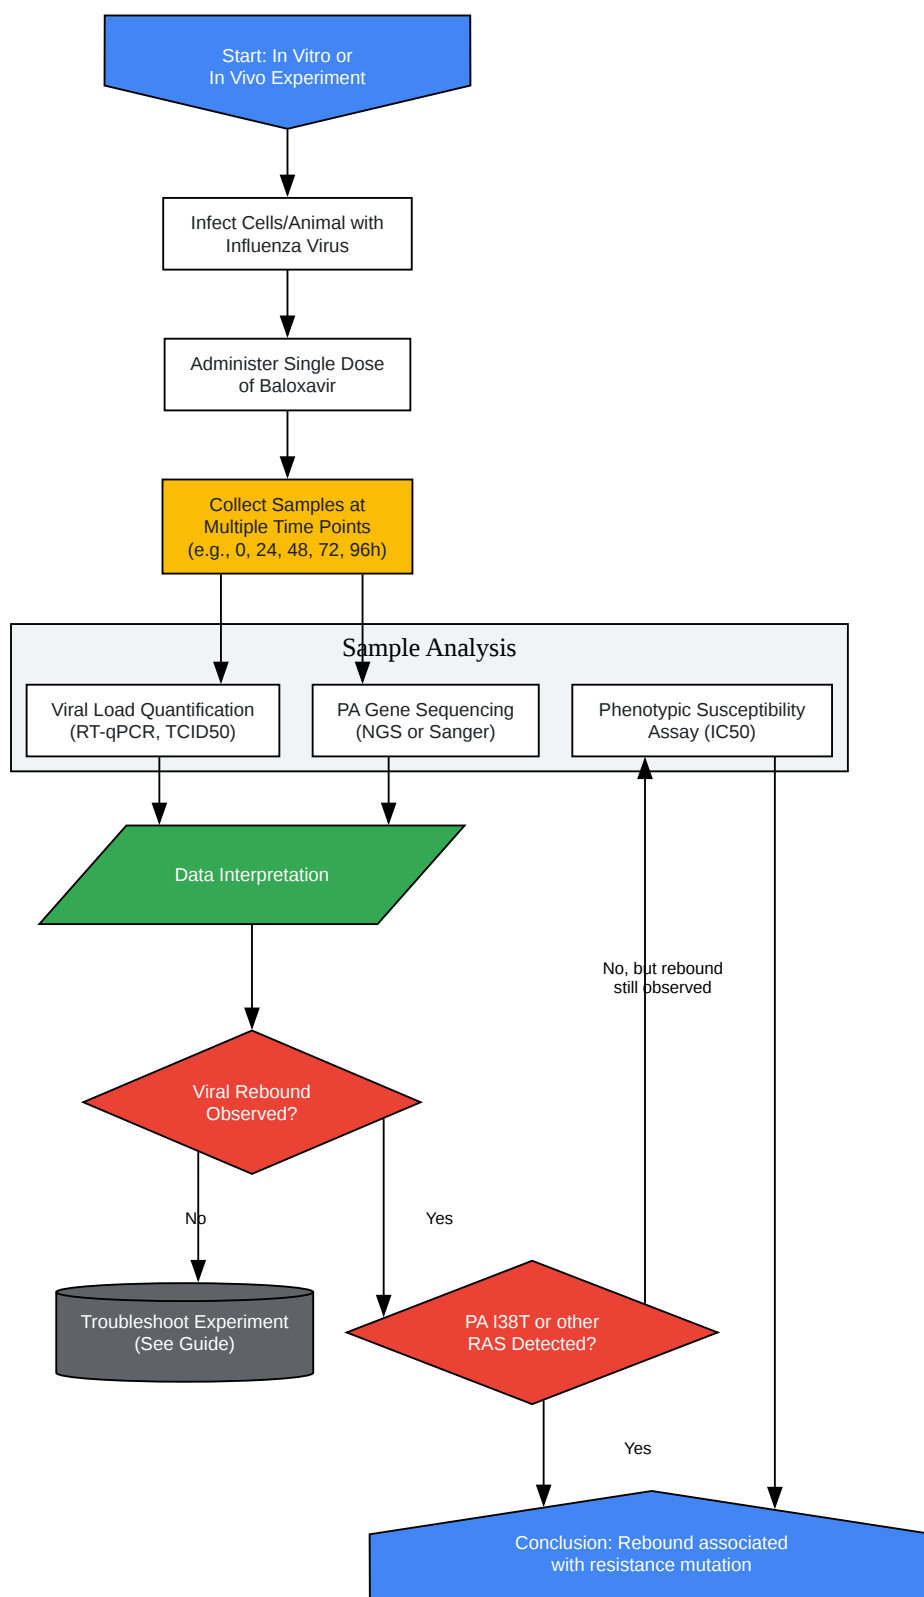 Start: In Vitro or
In Vivo Experiment
Infect Cells/Animal with
Influenza Virus
Administer Single Dose
of Baloxavir
Collect Samples at
Multiple Time Points
(e.g., 0, 24, 48, 72, 96h)
Sample Analysis
Viral Load Quantification
(RT-qPCR, TCID50)
PA Gene Sequencing
(NGS or Sanger)
Phenotypic Susceptibility
Assay (IC50)
Data Interpretation
No, but rebound
still observed
Viral Rebound
Observed?
No
Yes
Troubleshoot Experiment
(See Guide)
PA I38T or other
RAS Detected?
Yes
Conclusion: Rebound associated
with resistance mutation